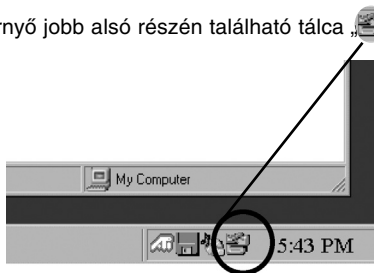 rnyő jobb alsó részén található tálca „
My Computer
5:43 PM